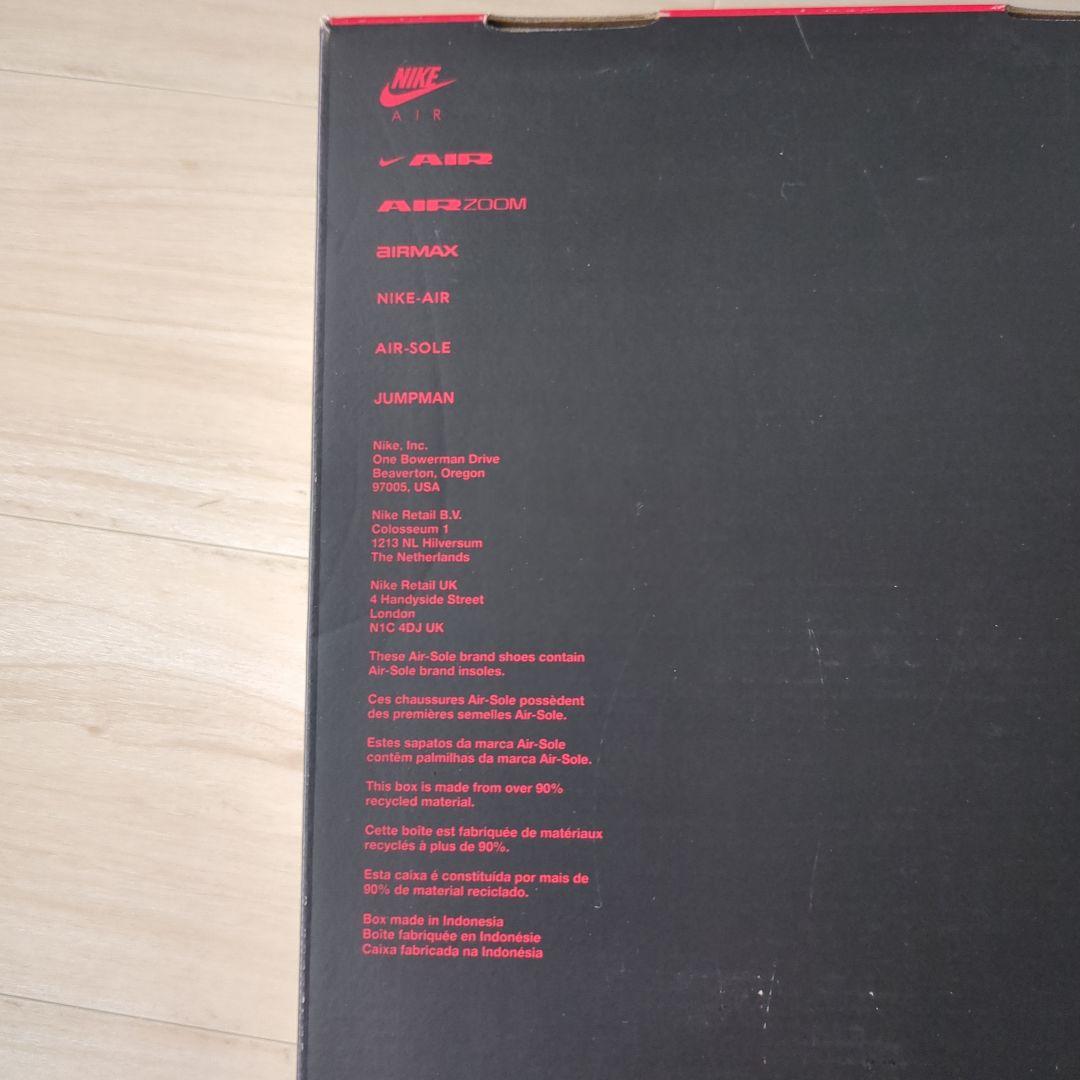 NIKE
AIR
AIR
AIR ZOOM
AIRMAX
NIKE-AIR
AIR-SOLE
JUMPMAN
Nike, Inc.
One Bowerman Drive
Beaverton, Oregon
97005, USA
Nike Retail B.V.
Colosseum 1
1213 NL Hilversum
The Netherlands
Nike Retail UK
4 Handyside Street
London
N1C 4DJ UK
These Air-Sole brand shoes contain
Air-Sole brand insoles.
Ces chaussures Air-Sole possèdent
des premières semelles Air-Sole.
Estes sapatos da marca Air-Sole
contêm palmilhas da marca Air-Sole.
This box is made from over 90%
recycled material.
Cette boîte est fabriquée de matériaux
recyclés à plus de 90%.
Esta caixa é constituída por mais de
90% de material reciclado.
Box made in Indonesia
Boîte fabriquée en Indonésie
Caixa fabricada na Indonésia